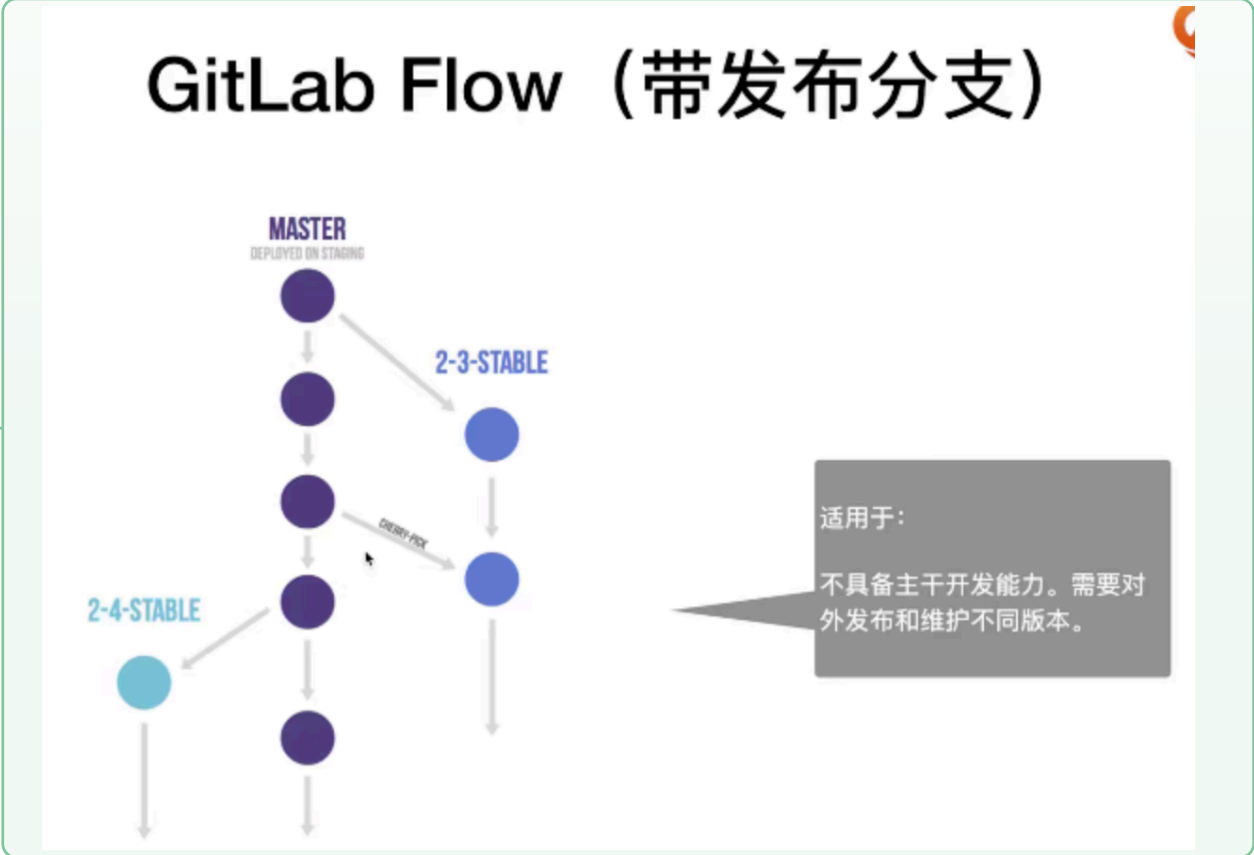 GitLab Flow（带发布分支）
MASTER
DEPLOYED ON STAGING
2-3-STABLE
CHERRY-PICK
2-4-STABLE
适用于：
不具备主干开发能力。需要对
外发布和维护不同版本。